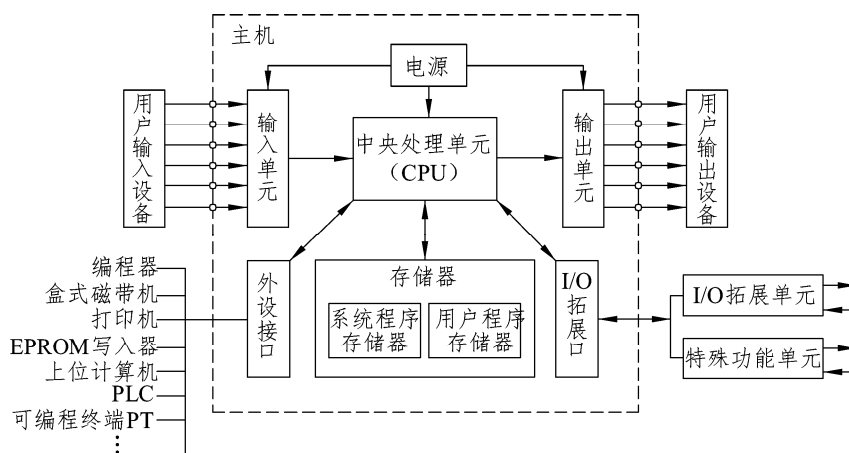 主机
电源
用户输入设备
输入单元
中央处理单元
（CPU）
输出单元
用户输出设备
编程器
盒式磁带机
打印机
EPROM写入器
上位计算机
PLC
可编程终端PT
⋮
外设接口
存储器
系统程序
存储器
用户程序
存储器
I/O
拓展口
I/O拓展单元
特殊功能单元